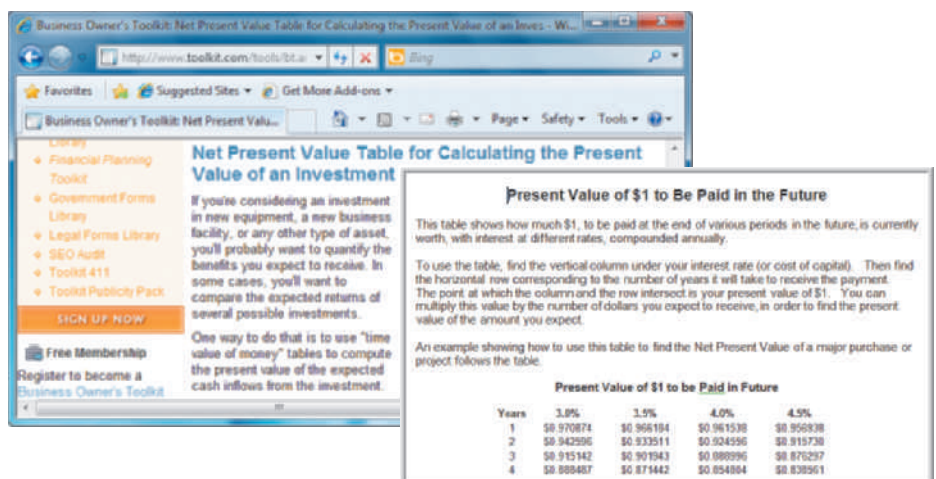 Business Owner's Toolkit: Net Present Value Table for Calculating the Present Value of an Inves - Wi...
http://www.toolkit.com/tools/bt.a
Bing
Favorites Suggested Sites Get More Add-ons
Business Owner's Toolkit: Net Present Valu... Page Safety Tools
Library
Financial Planning
Toolkit
Government Forms
Library
Legal Forms Library
SEO Audit
Toolkit 411
Toolkit Publicity Pack
SIGN UP NOW
Free Membership
Register to become a
Business Owner's Toolkit
Net Present Value Table for Calculating the Present
Value of an Investment
If you're considering an investment
in new equipment, a new business
facility, or any other type of asset,
you'll probably want to quantify the
benefits you expect to receive. In
some cases, you'll want to
compare the expected returns of
several possible investments.
One way to do that is to use "time
value of money" tables to compute
the present value of the expected
cash inflows from the investment.
Present Value of $1 to Be Paid in the Future
This table shows how much $1, to be paid at the end of various periods in the future, is currently
worth, with interest at different rates, compounded annually.
To use the table, find the vertical column under your interest rate (or cost of capital). Then find
the horizontal row corresponding to the number of years it will take to receive the payment.
The point at which the column and the row intersect is your present value of $1. You can
multiply this value by the number of dollars you expect to receive, in order to find the present
value of the amount you expect.
An example showing how to use this table to find the Net Present Value of a major purchase or
project follows the table.
Present Value of $1 to be Paid in Future
Years 3.0% 3.5% 4.0% 4.5%
1 $0.970874 $0.966184 $0.961538 $0.956938
2 $0.942596 $0.933511 $0.924556 $0.915730
3 $0.915142 $0.901943 $0.888996 $0.876297
4 $0.888487 $0.871442 $0.854804 $0.838561